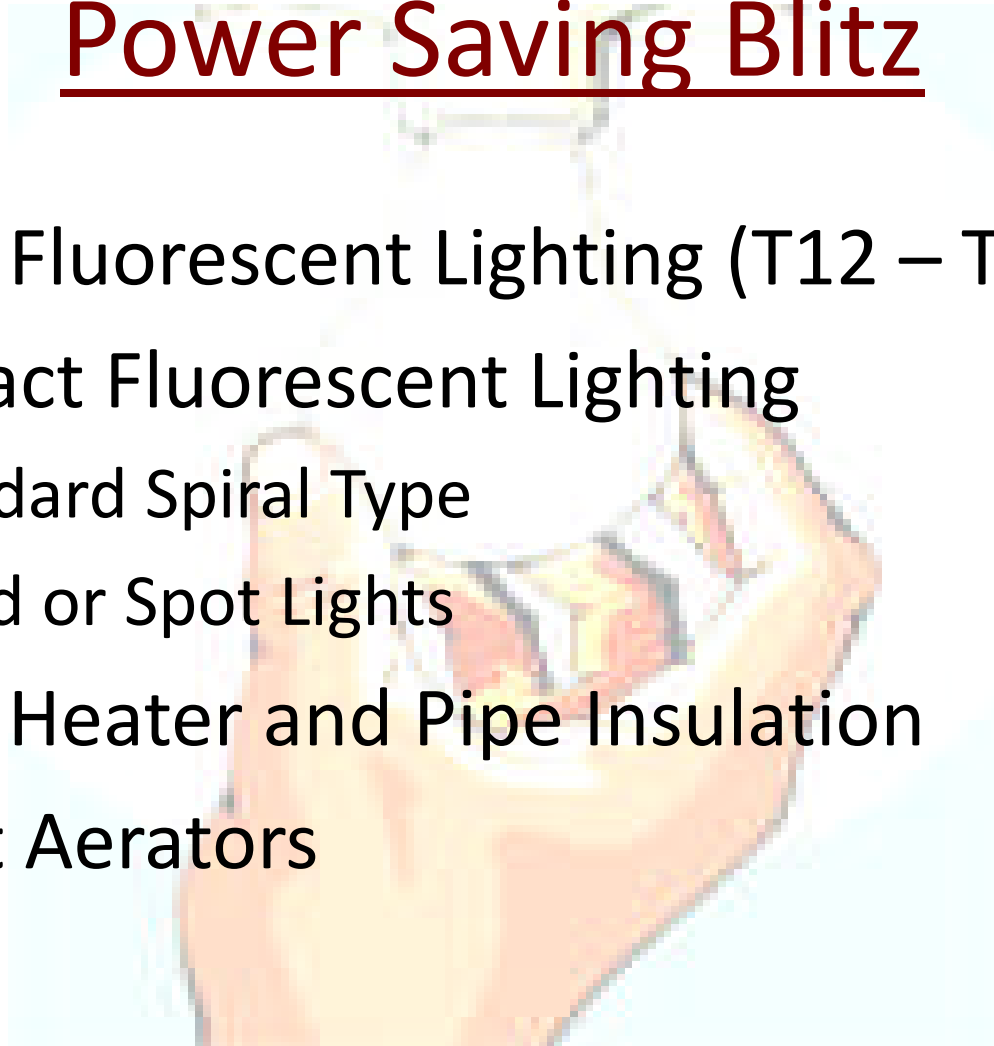 Power Saving Blitz
Fluorescent Lighting (T12 – T
act Fluorescent Lighting
dard Spiral Type
d or Spot Lights
Heater and Pipe Insulation
t Aerators